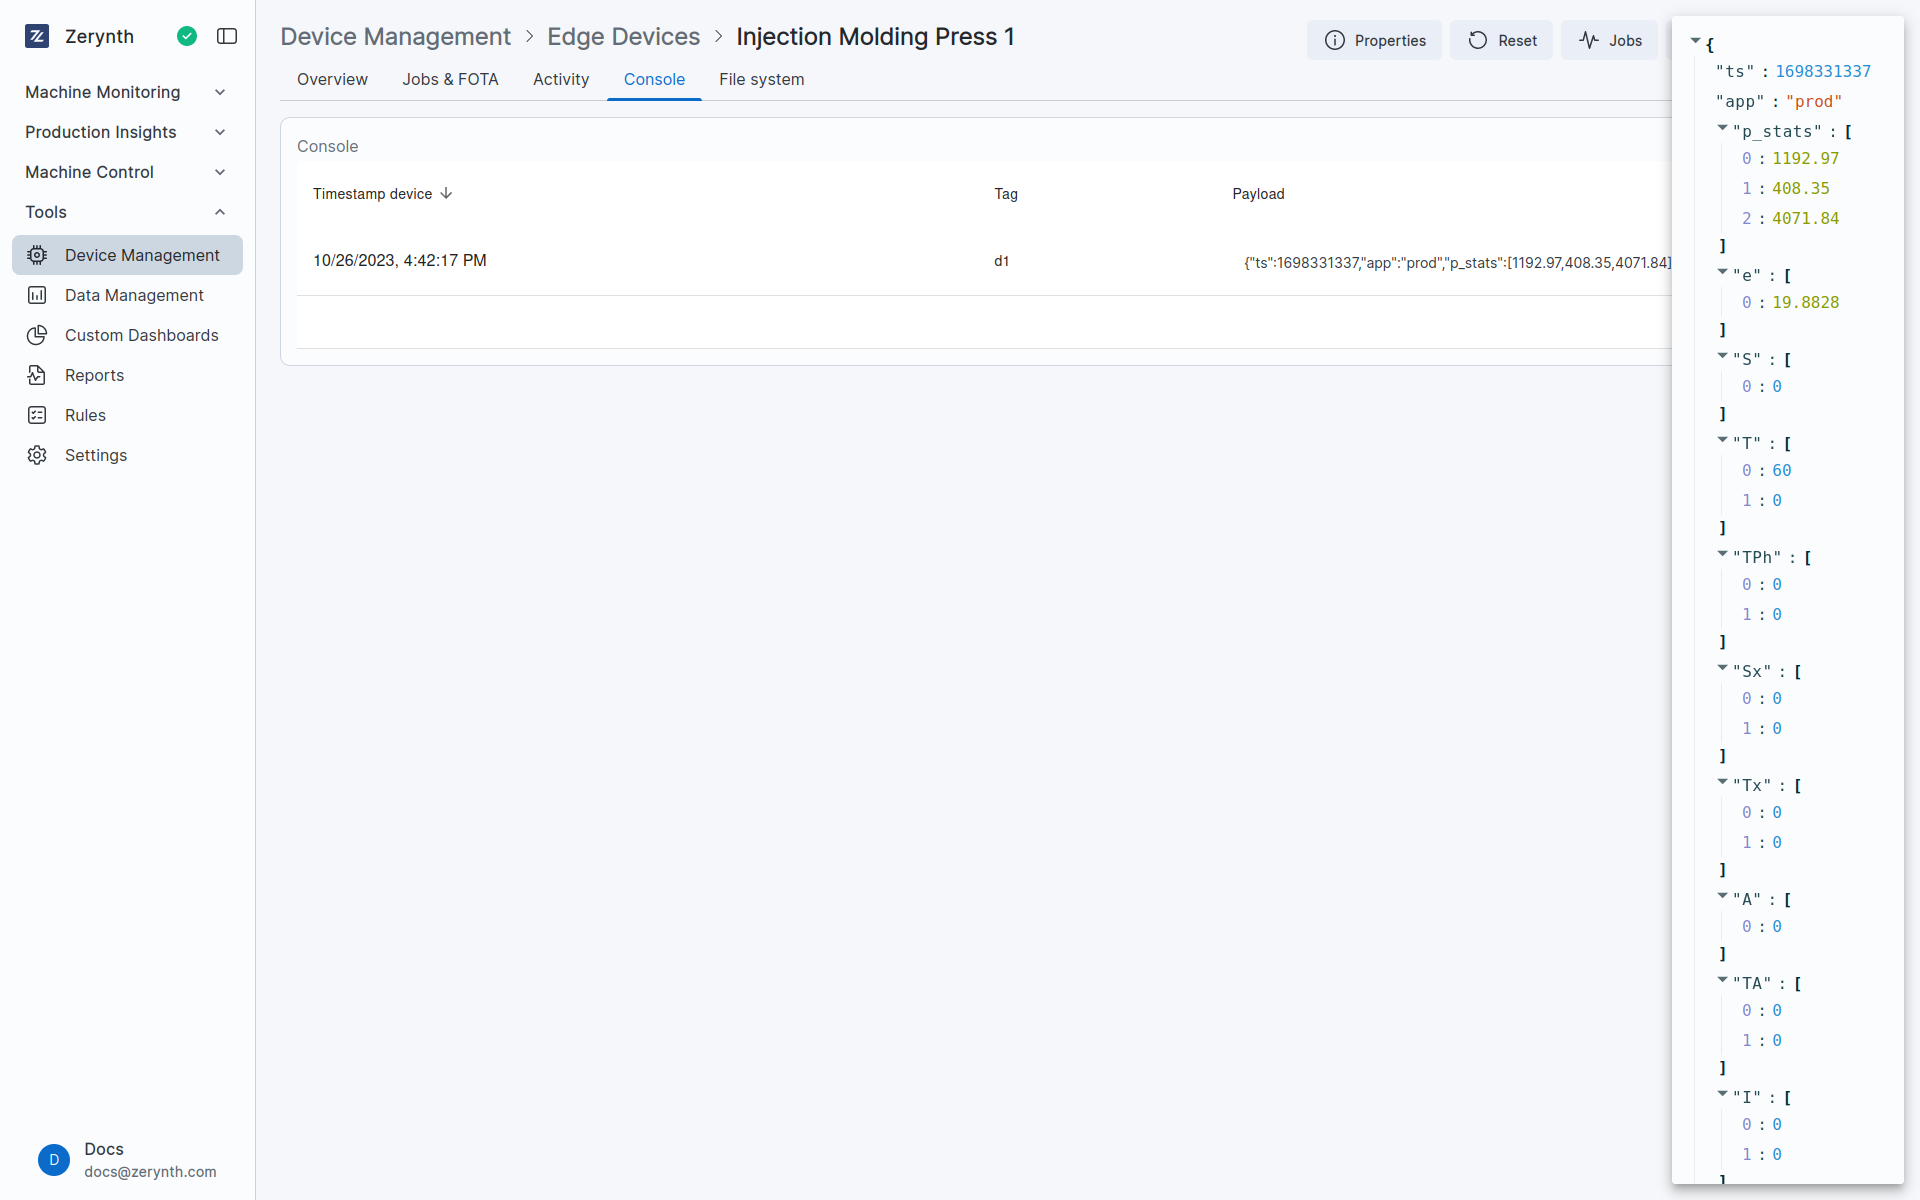 Zerynth
Machine Monitoring
Production Insights
Machine Control
Tools
Device Management
Data Management
Custom Dashboards
Reports
Rules
Settings
D
Docs
docs@zerynth.com
Device Management > Edge Devices > Injection Molding Press 1
Properties
Reset
Jobs
Overview
Jobs & FOTA
Activity
Console
File system
Console
Timestamp device
Tag
Payload
10/26/2023, 4:42:17 PM
d1
{"ts":1698331337,"app":"prod","p_stats":[1192.97,408.35,4071.84]
{
"ts" : 1698331337
"app" : "prod"
"p_stats" : [
0 : 1192.97
1 : 408.35
2 : 4071.84
]
"e" : [
0 : 19.8828
]
"S" : [
0 : 0
]
"T" : [
0 : 60
1 : 0
]
"TPh" : [
0 : 0
1 : 0
]
"Sx" : [
0 : 0
1 : 0
]
"Tx" : [
0 : 0
1 : 0
]
"A" : [
0 : 0
]
"TA" : [
0 : 0
1 : 0
]
"I" : [
0 : 0
1 : 0
]